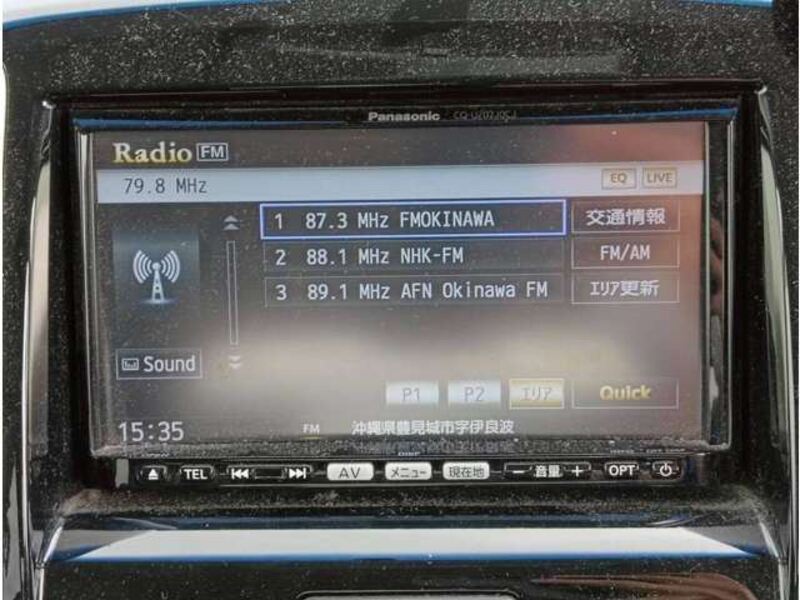 Panasonic
Radio FM
79.8 MHz
EQ LIVE
1 87.3 MHz FMOKINAWA
交通情報
2 88.1 MHz NHK-FM
FM/AM
3 89.1 MHz AFN Okinawa FM
エリア更新
Sound
P1 P2 エリア Quick
15:35 FM 沖縄県豊見城市字伊良波
DISP
TEL AV メニュー 現在地 - 音量 + OPT